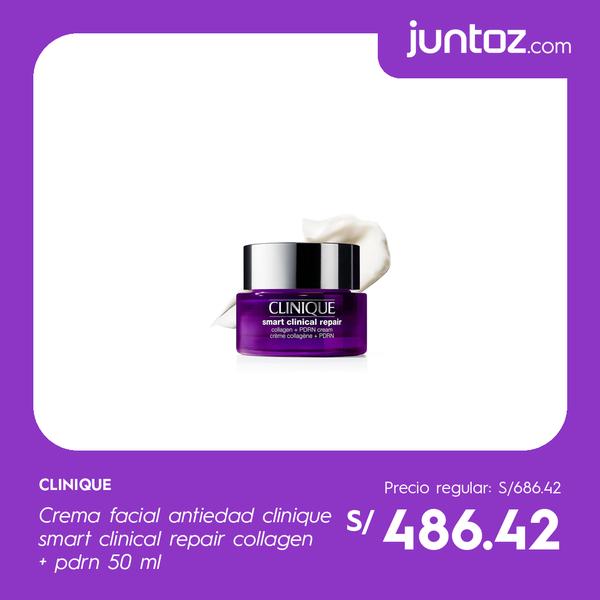 juntoz.com
CLINIQUE
smart clinical repair
collagen + PDRN cream
crème collagène + PDRN
CLINIQUE
Crema facial antiedad clinique
smart clinical repair collagen
+ pdrn 50 ml
Precio regular: S/686.42
S/ 486.42